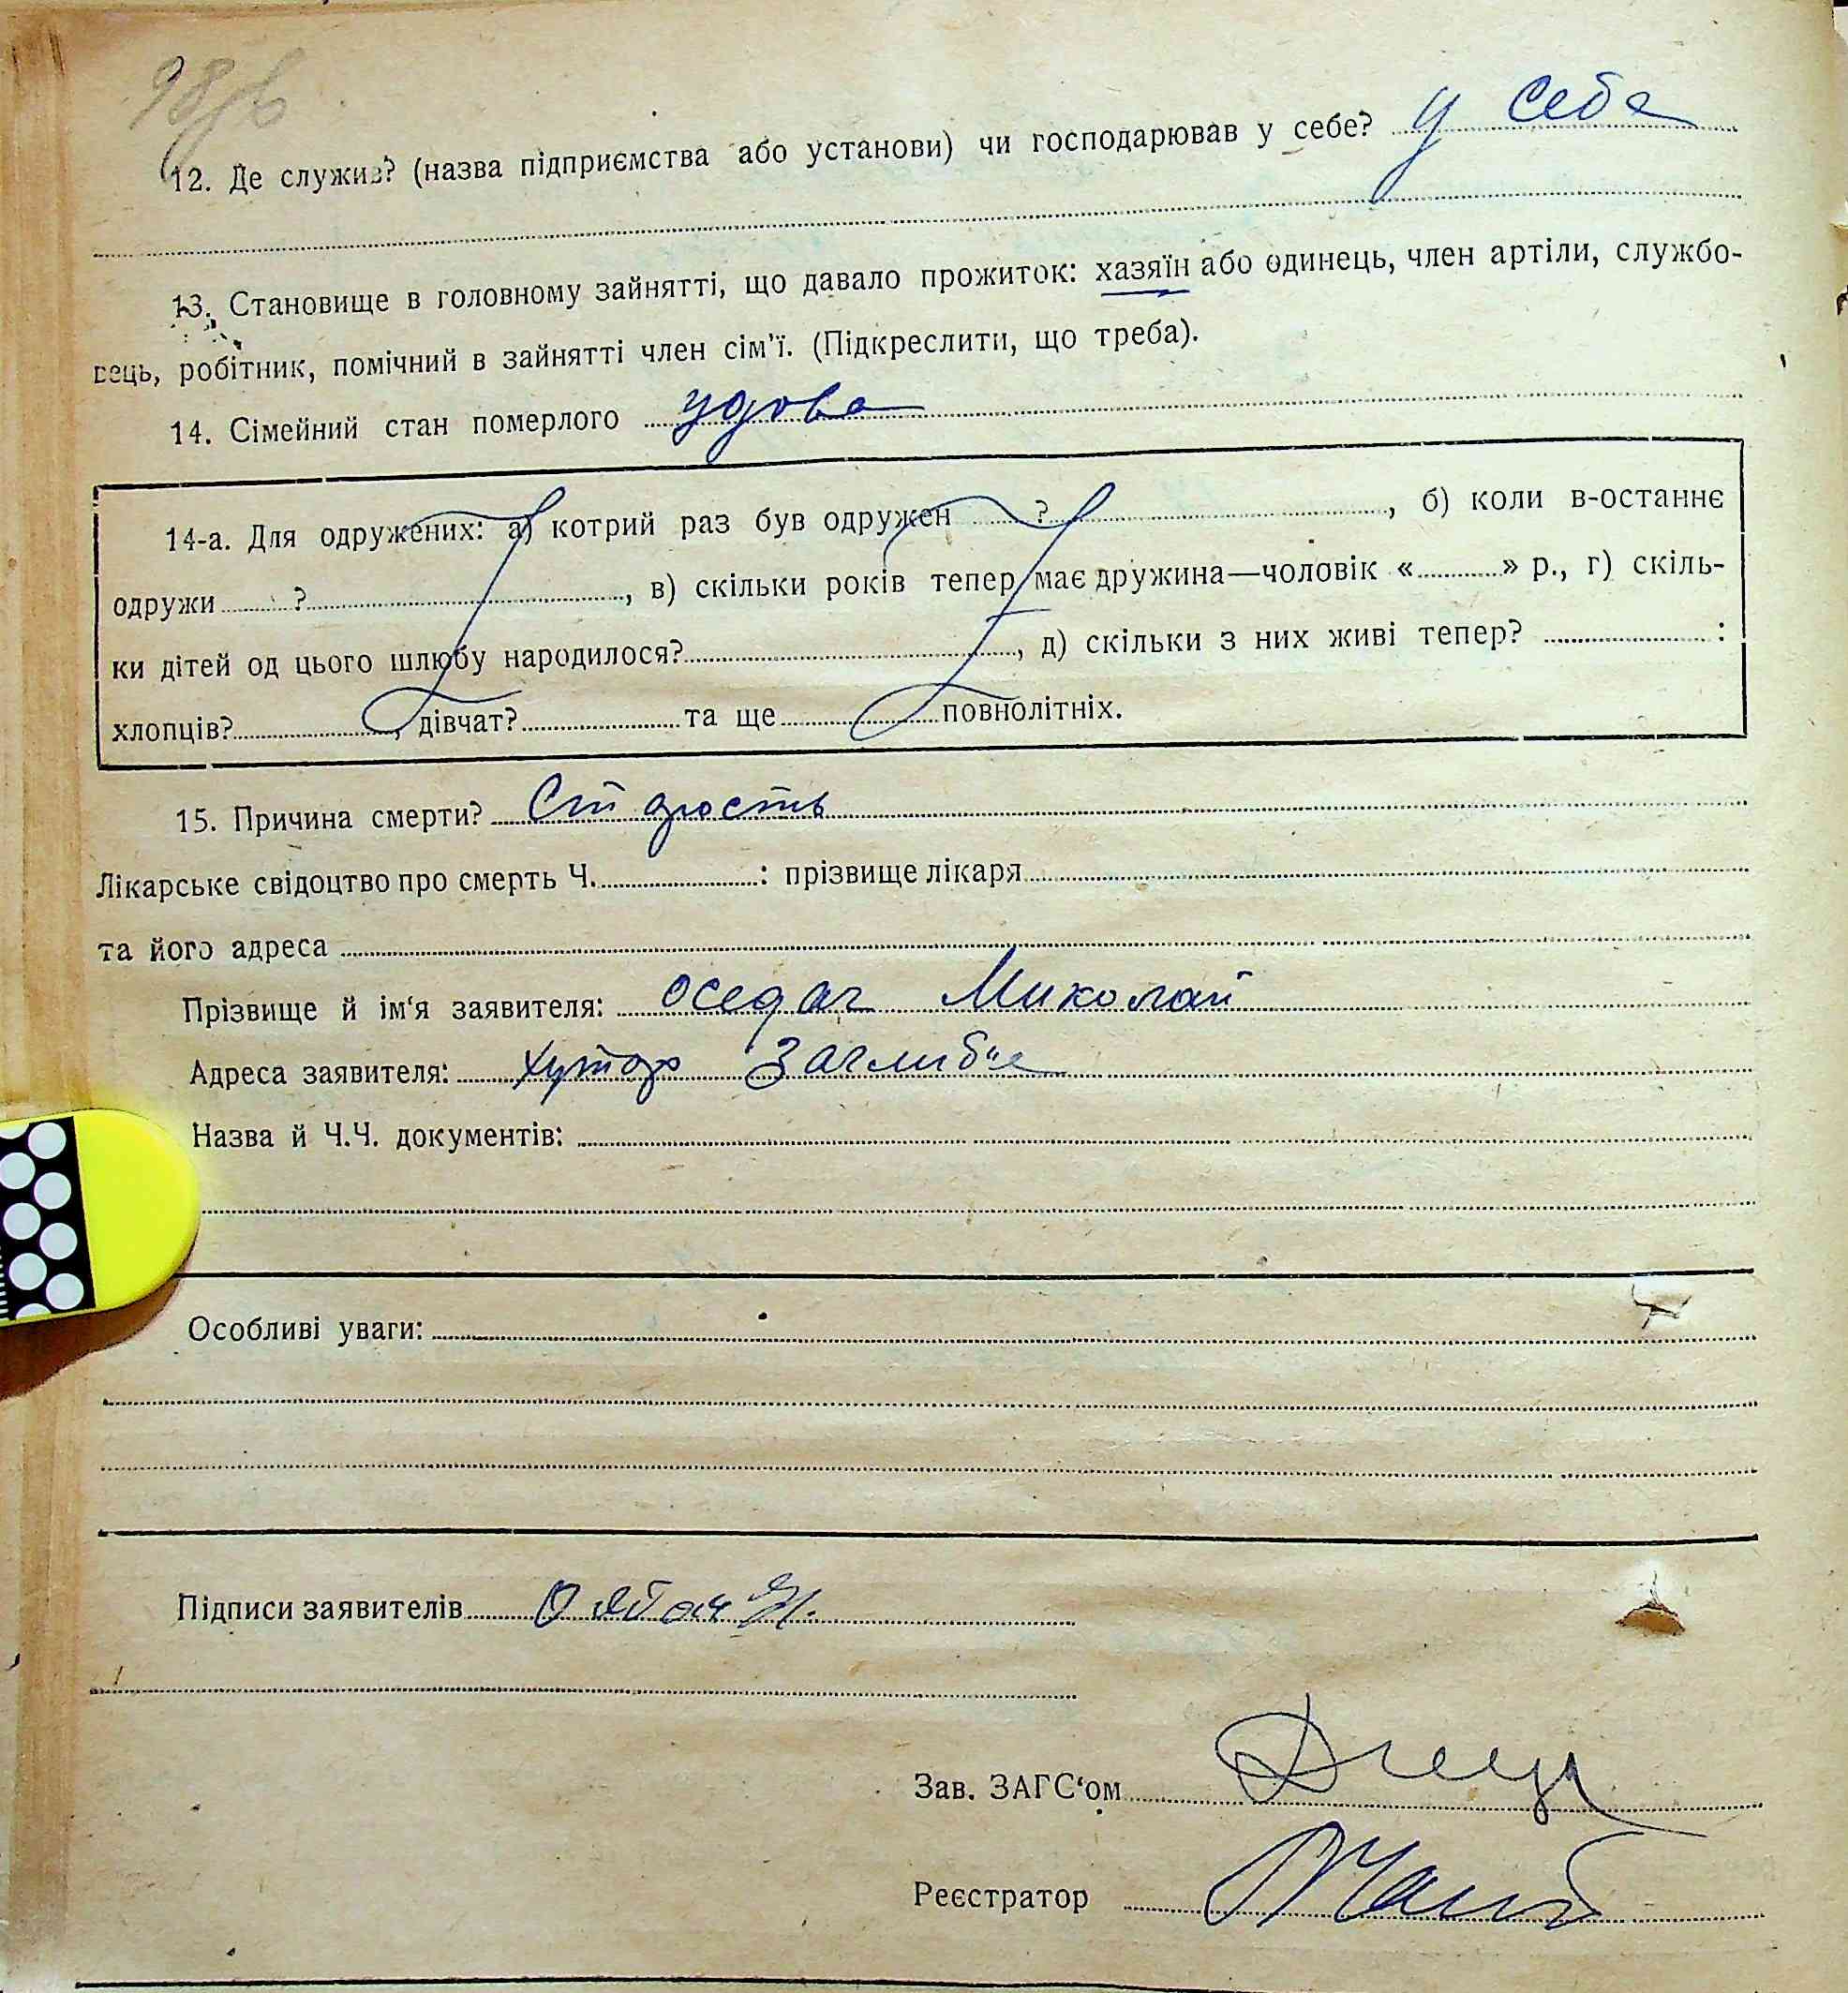 98зв
12. Де служив? (назва підприємства або установи) чи господарював у себе? у себе
13. Становище в головному зайнятті, що давало прожиток: хазяїн або одинець, член артіли, службо-
вець, робітник, помічний в зайнятті член сім'ї. (Підкреслити, що треба).
14. Сімейний стан померлого удова
14-а. Для одружених: а) котрий раз був одружен ? , б) коли в-останнє
одружи ? , в) скільки років тепер має дружина—чоловік « » р., г) скіль-
ки дітей од цього шлюбу народилося? , д) скільки з них живі тепер? :
хлопців? , дівчат? та ще повнолітніх.
15. Причина смерти? Старость
Лікарське свідоцтво про смерть Ч. : прізвище лікаря
та його адреса
Прізвище й ім'я заявителя: Оседач Миколай
Адреса заявителя: хутор Заглиб'є
Назва й Ч.Ч. документів:
Особливі уваги:
Підписи заявителів
Зав. ЗАГС'ом
Реєстратор